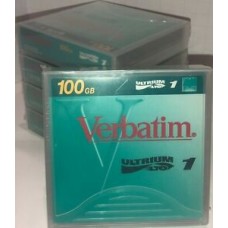 ULTRIUM LTO 1
100GB
Verbatim.
ULTRIUM LTO 1